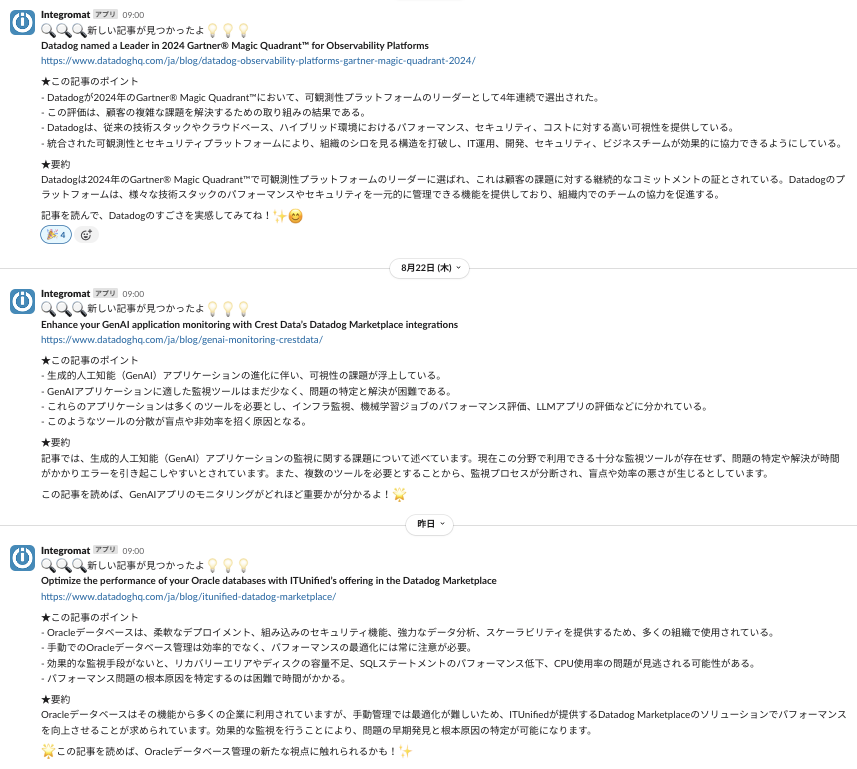 Integromat アプリ 09:00
🔍🔍🔍新しい記事が見つかったよ💡💡💡
Datadog named a Leader in 2024 Gartner® Magic Quadrant™ for Observability Platforms
https://www.datadoghq.com/ja/blog/datadog-observability-platforms-gartner-magic-quadrant-2024/
★この記事のポイント
- Datadogが2024年のGartner® Magic Quadrant™において、可観測性プラットフォームのリーダーとして4年連続で選出された。
- この評価は、顧客の複雑な課題を解決するための取り組みの結果である。
- Datadogは、従来の技術スタックやクラウドベース、ハイブリッド環境におけるパフォーマンス、セキュリティ、コストに対する高い可視性を提供している。
- 統合された可観測性とセキュリティプラットフォームにより、組織のシロを見る構造を打破し、IT運用、開発、セキュリティ、ビジネスチームが効果的に協力できるようにしている。
★要約
Datadogは2024年のGartner® Magic Quadrant™で可観測性プラットフォームのリーダーに選ばれ、これは顧客の課題に対する継続的なコミットメントの証とされている。Datadogのプ
ラットフォームは、様々な技術スタックのパフォーマンスやセキュリティを一元的に管理できる機能を提供しており、組織内でのチームの協力を促進する。
記事を読んで、Datadogのすごさを実感してみてね！✨😊
🎉 4
8月22日 (木)
Integromat アプリ 09:00
🔍🔍🔍新しい記事が見つかったよ💡💡💡
Enhance your GenAI application monitoring with Crest Data's Datadog Marketplace integrations
https://www.datadoghq.com/ja/blog/genai-monitoring-crestdata/
★この記事のポイント
- 生成的人工知能（GenAI）アプリケーションの進化に伴い、可視性の課題が浮上している。
- GenAIアプリケーションに適した監視ツールはまだ少なく、問題の特定と解決が困難である。
- これらのアプリケーションは多くのツールを必要とし、インフラ監視、機械学習ジョブのパフォーマンス評価、LLMアプリの評価などに分かれている。
- このようなツールの分散が盲点や非効率を招く原因となる。
★要約
記事では、生成的人工知能（GenAI）アプリケーションの監視に関する課題について述べています。現在この分野で利用できる十分な監視ツールが存在せず、問題の特定や解決が時間
がかかりエラーを引き起こしやすいとされています。また、複数のツールを必要とすることから、監視プロセスが分断され、盲点や効率の悪さが生じるとしています。
この記事を読めば、GenAIアプリのモニタリングがどれほど重要かが分かるよ！🌟
昨日
Integromat アプリ 09:00
🔍🔍🔍新しい記事が見つかったよ💡💡💡
Optimize the performance of your Oracle databases with ITUnified's offering in the Datadog Marketplace
https://www.datadoghq.com/ja/blog/itunified-datadog-marketplace/
★この記事のポイント
- Oracleデータベースは、柔軟なデプロイメント、組み込みのセキュリティ機能、強力なデータ分析、スケーラビリティを提供するため、多くの組織で使用されている。
- 手動でのOracleデータベース管理は効率的でなく、パフォーマンスの最適化には常に注意が必要。
- 効果的な監視手段がないと、リカバリーエリアやディスクの容量不足、SQLステートメントのパフォーマンス低下、CPU使用率の問題が見逃される可能性がある。
- パフォーマンス問題の根本原因を特定するのは困難で時間がかかる。
★要約
Oracleデータベースはその機能から多くの企業に利用されていますが、手動管理では最適化が難しいため、ITUnifiedが提供するDatadog Marketplaceのソリューションでパフォーマンス
を向上させることが求められています。効果的な監視を行うことにより、問題の早期発見と根本原因の特定が可能になります。
🌟この記事を読めば、Oracleデータベース管理の新たな視点に触れられるかも！✨